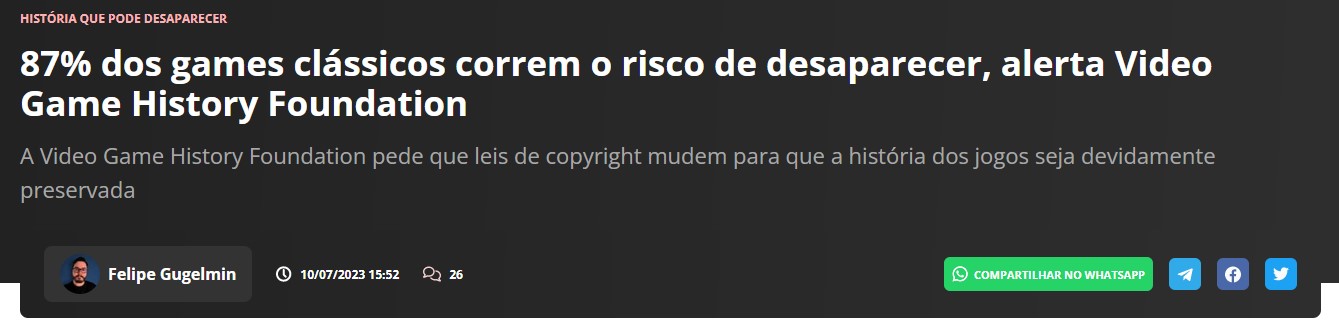 HISTÓRIA QUE PODE DESAPARECER
87% dos games clássicos correm o risco de desaparecer, alerta Video
Game History Foundation
A Video Game History Foundation pede que leis de copyright mudem para que a história dos jogos seja devidamente
preservada
Felipe Gugelmin 10/07/2023 15:52 26 COMPARTILHAR NO WHATSAPP